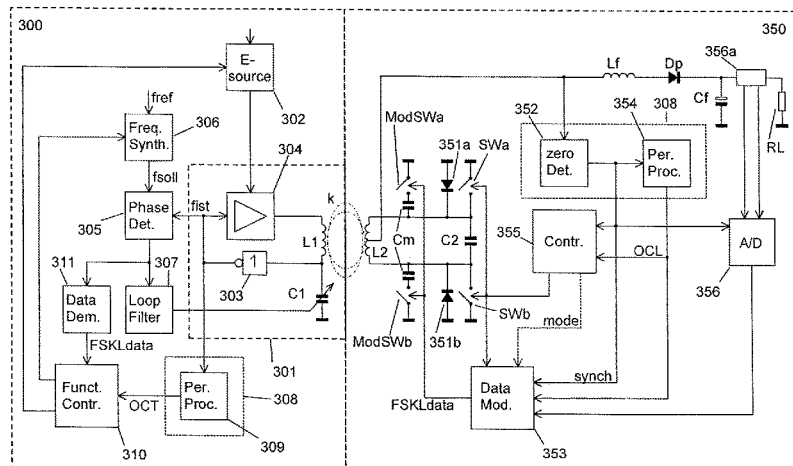 300
E-
source
302
fref
Freq.
Synth.
306
fsoll
304
Phase
Det.
305
fist
k
L1
L2
311
307
1
303
Data
Dem.
Loop
Filter
C1
FSKLdata
301
Funct.
Contr.
OCT
Per.
Proc.
308
310
309
350
356a
Lf
Dp
Cf
RL
352
354
308
ModSWa
351a
SWa
zero
Det.
Per.
Proc.
Cm
C2
355
Contr.
OCL
A/D
356
ModSWb
351b
SWb
mode
synch
FSKLdata
Data
Mod.
353